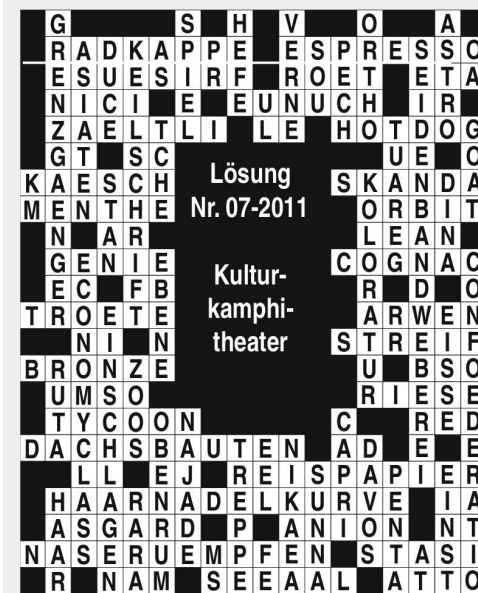 G S H V O A
RADKAPPE ESPRESSO
ESUESIRF ROET ETA
NICI E EUNUCH IR
ZAELTLI LE HOTDOG
GT SC UE O
KAESCH Lösung SKANDA
MENTHE Nr. 07-2011 ORBIT
N AR LEAN
GENIE Kultur- COGNAC
EC FB R D O
TROETE kamphi- ARWEN
NI N theater STREIF
BRONZE U BSO
UMSO RIESE
TYCOON C RED
DACHSBAUTEN AD E E
LL EJ REISPAPIER
HAARNADELKURVE IA
ASGARD P ANION NT
NASERUEMPFEN STASI
R NAM SEEAAL ATTO